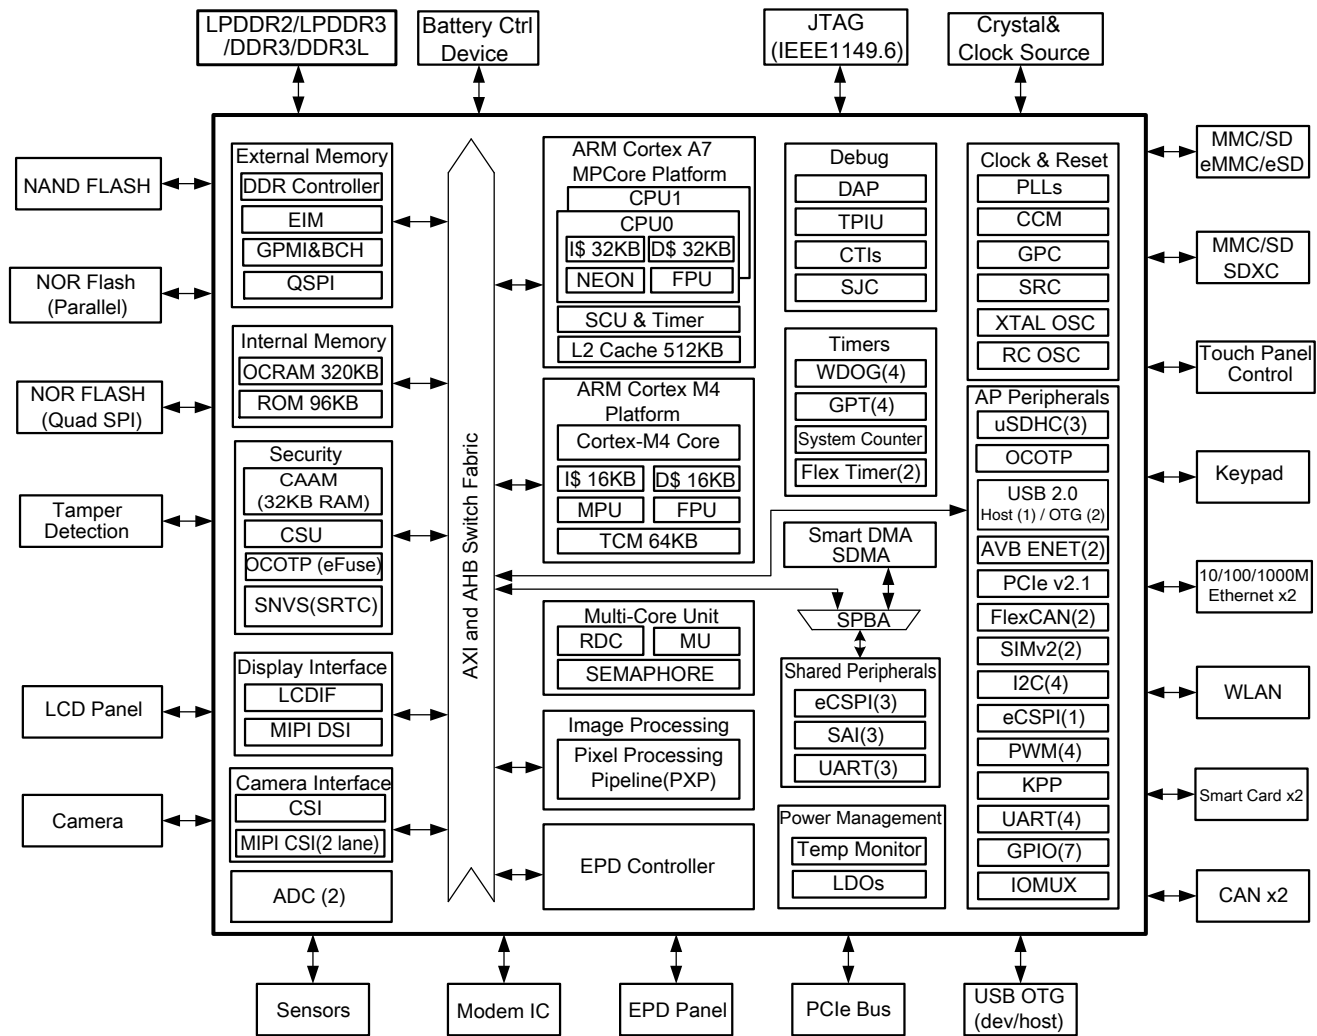 LPDDR2/LPDDR3
/DDR3/DDR3L
Battery Ctrl
Device
JTAG
(IEEE1149.6)
Crystal&
Clock Source
NAND FLASH
NOR Flash
(Parallel)
NOR FLASH
(Quad SPI)
Tamper
Detection
LCD Panel
Camera
External Memory
DDR Controller
EIM
GPMI&BCH
QSPI
Internal Memory
OCRAM 320KB
ROM 96KB
Security
CAAM
(32KB RAM)
CSU
OCOTP (eFuse)
SNVS(SRTC)
Display Interface
LCDIF
MIPI DSI
Camera Interface
CSI
MIPI CSI(2 lane)
ADC (2)
AXI and AHB Switch Fabric
ARM Cortex A7
MPCore Platform
CPU1
CPU0
I$ 32KB
D$ 32KB
NEON
FPU
SCU & Timer
L2 Cache 512KB
ARM Cortex M4
Platform
Cortex-M4 Core
I$ 16KB
D$ 16KB
MPU
FPU
TCM 64KB
Multi-Core Unit
RDC
MU
SEMAPHORE
Image Processing
Pixel Processing
Pipeline(PXP)
EPD Controller
Debug
DAP
TPIU
CTIs
SJC
Timers
WDOG(4)
GPT(4)
System Counter
Flex Timer(2)
Smart DMA
SDMA
SPBA
Shared Peripherals
eCSPI(3)
SAI(3)
UART(3)
Power Management
Temp Monitor
LDOs
Clock & Reset
PLLs
CCM
GPC
SRC
XTAL OSC
RC OSC
AP Peripherals
uSDHC(3)
OCOTP
USB 2.0
Host (1) / OTG (2)
AVB ENET(2)
PCIe v2.1
FlexCAN(2)
SIMv2(2)
I2C(4)
eCSPI(1)
PWM(4)
KPP
UART(4)
GPIO(7)
IOMUX
MMC/SD
eMMC/eSD
MMC/SD
SDXC
Touch Panel
Control
Keypad
10/100/1000M
Ethernet x2
WLAN
Smart Card x2
CAN x2
Sensors
Modem IC
EPD Panel
PCIe Bus
USB OTG
(dev/host)